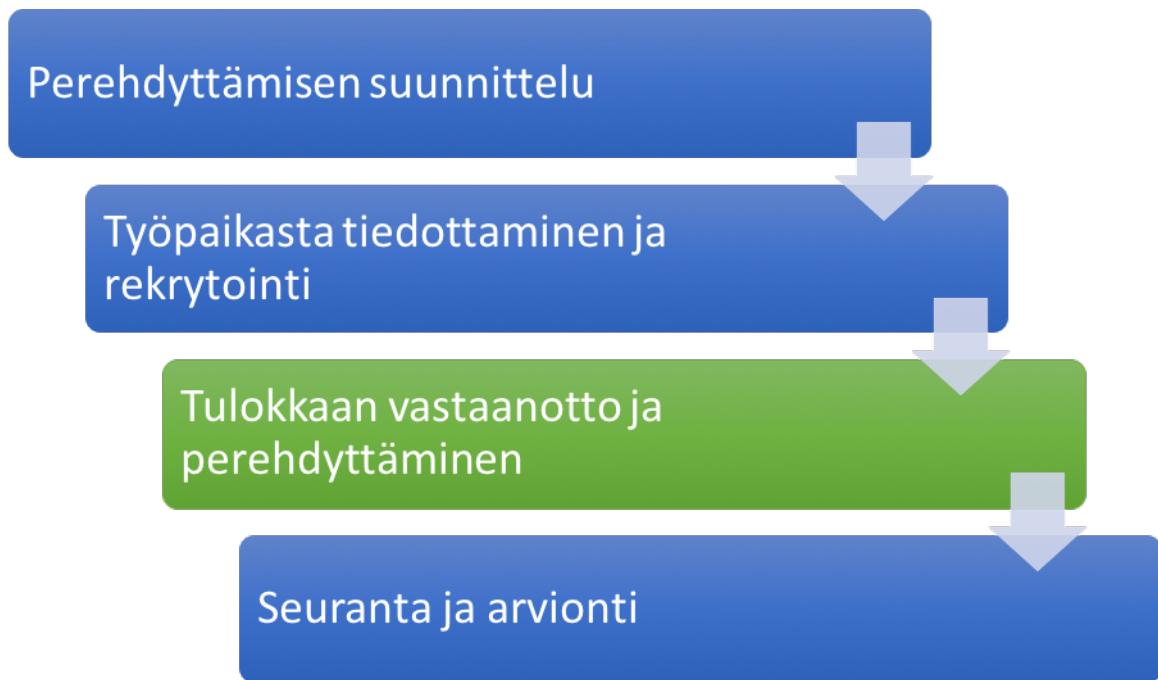 Perehdyttämisen suunnittelu
Työpaikasta tiedottaminen ja
rekrytointi
Tulokkaan vastaanotto ja
perehdyttäminen
Seuranta ja arvionti